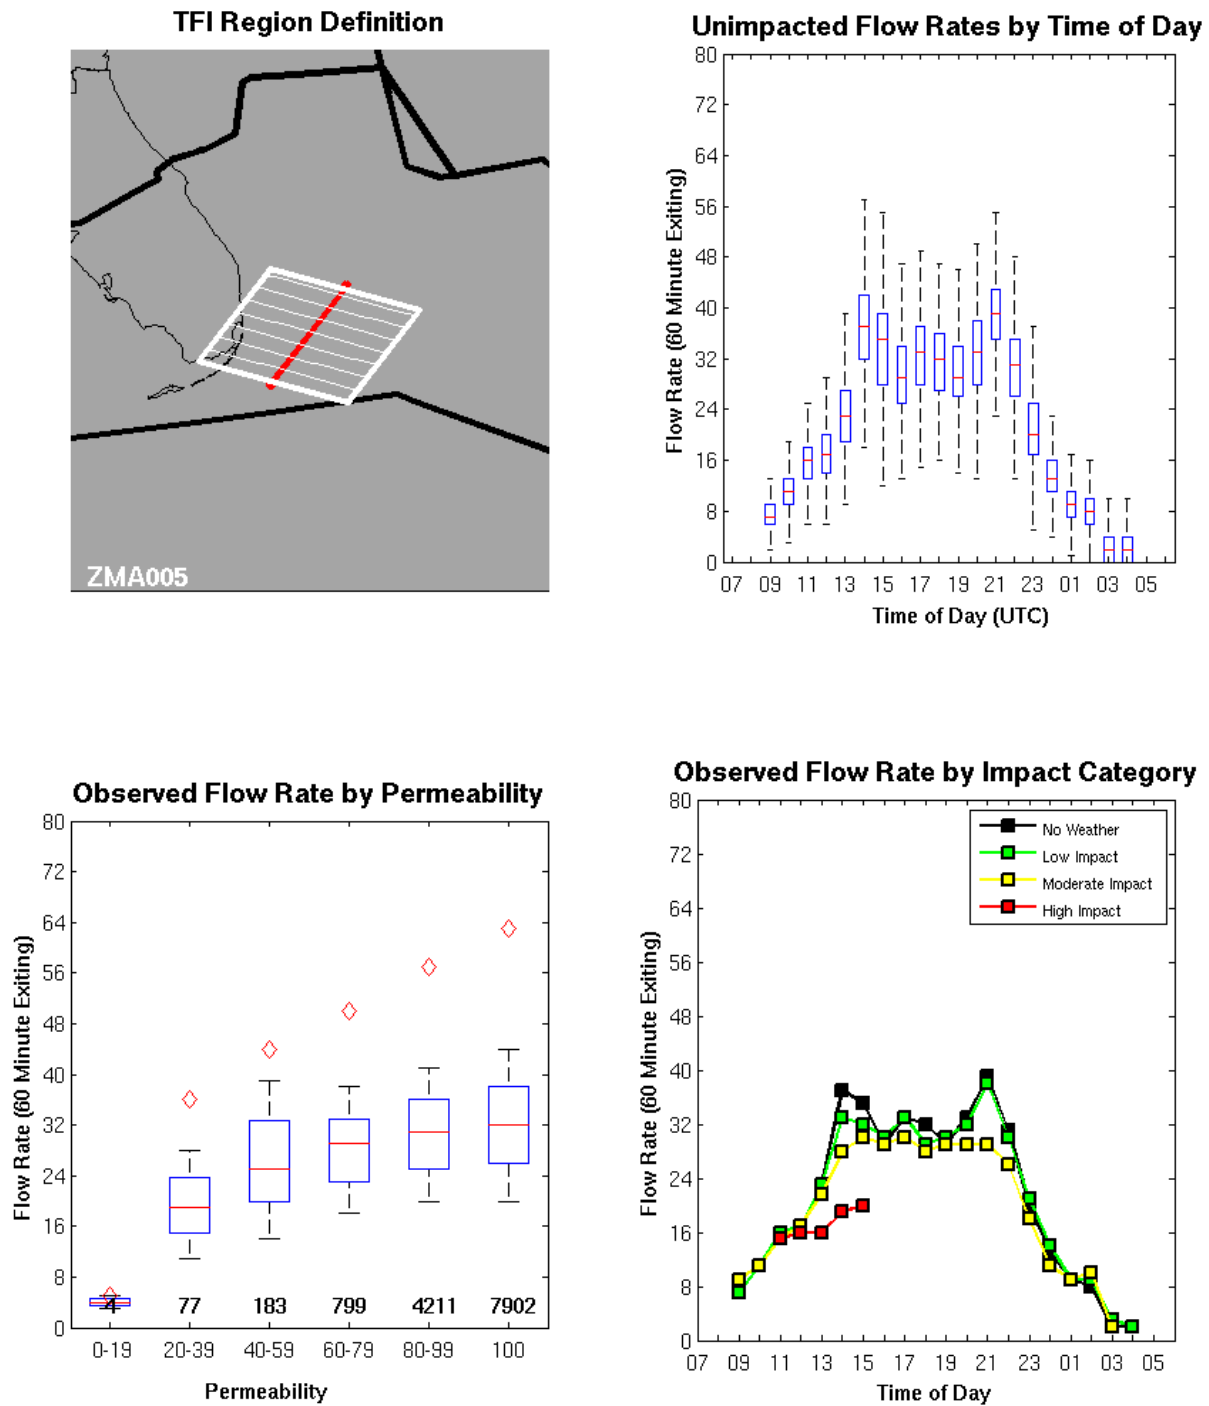 TFI Region Definition
ZMA005
Unimpacted Flow Rates by Time of Day
Flow Rate (60 Minute Exiting)
80
72
64
56
48
40
32
24
16
8
0
07 09 11 13 15 17 19 21 23 01 03 05
Time of Day (UTC)
Observed Flow Rate by Permeability
Flow Rate (60 Minute Exiting)
80
72
64
56
48
40
32
24
16
8
0
4 77 183 799 4211 7902
0-19 20-39 40-59 60-79 80-99 100
Permeability
Observed Flow Rate by Impact Category
Flow Rate (60 Minute Exiting)
80
72
64
56
48
40
32
24
16
8
0
No Weather
Low Impact
Moderate Impact
High Impact
07 09 11 13 15 17 19 21 23 01 03 05
Time of Day